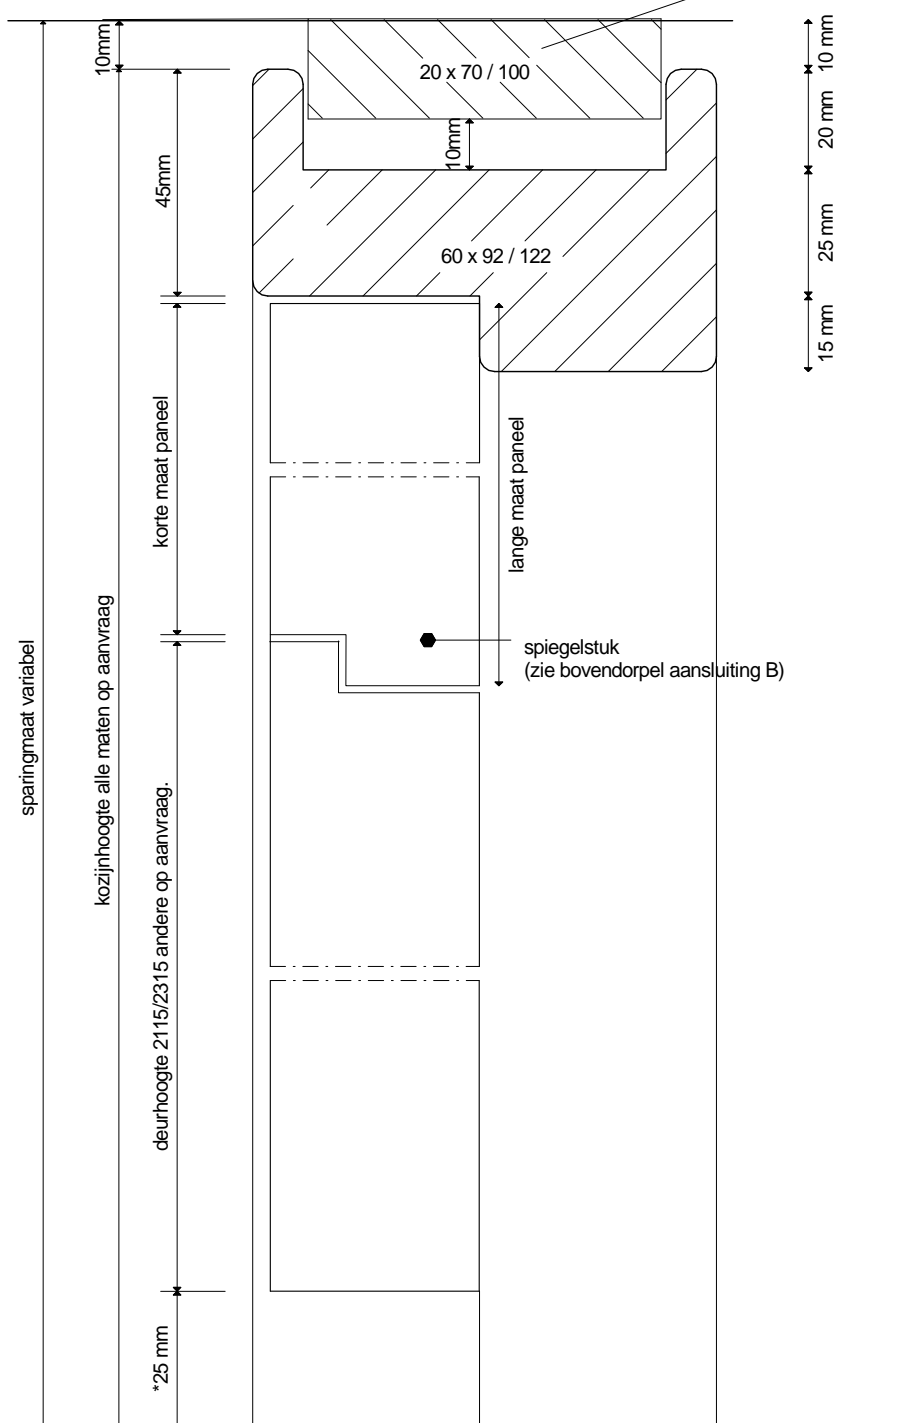 10mm
10 mm
20 x 70 / 100
20 mm
10mm
45mm
25 mm
60 x 92 / 122
15 mm
korte maat paneel
lange maat paneel
spiegelstuk
(zie bovendorpel aansluiting B)
sparingmaat variabel
kozijnhoogte alle maten op aanvraag
deurhoogte 2115/2315 andere op aanvraag.
*25 mm